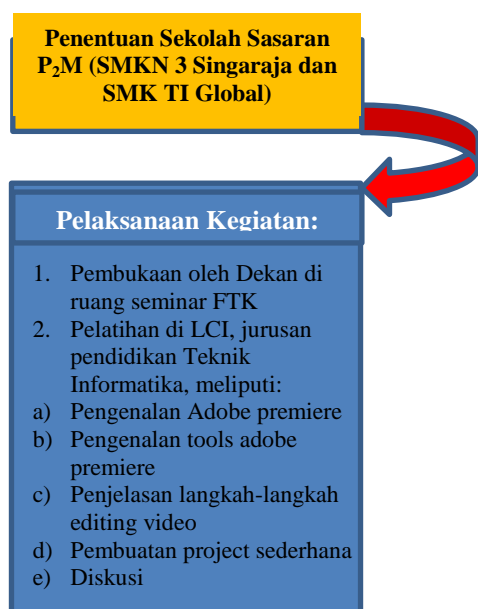 Penentuan Sekolah Sasaran
P₂M (SMKN 3 Singaraja dan
SMK TI Global)
Pelaksanaan Kegiatan:
1. Pembukaan oleh Dekan di
ruang seminar FTK
2. Pelatihan di LCI, jurusan
pendidikan Teknik
Informatika, meliputi:
a) Pengenalan Adobe premiere
b) Pengenalan tools adobe
premiere
c) Penjelasan langkah-langkah
editing video
d) Pembuatan project sederhana
e) Diskusi